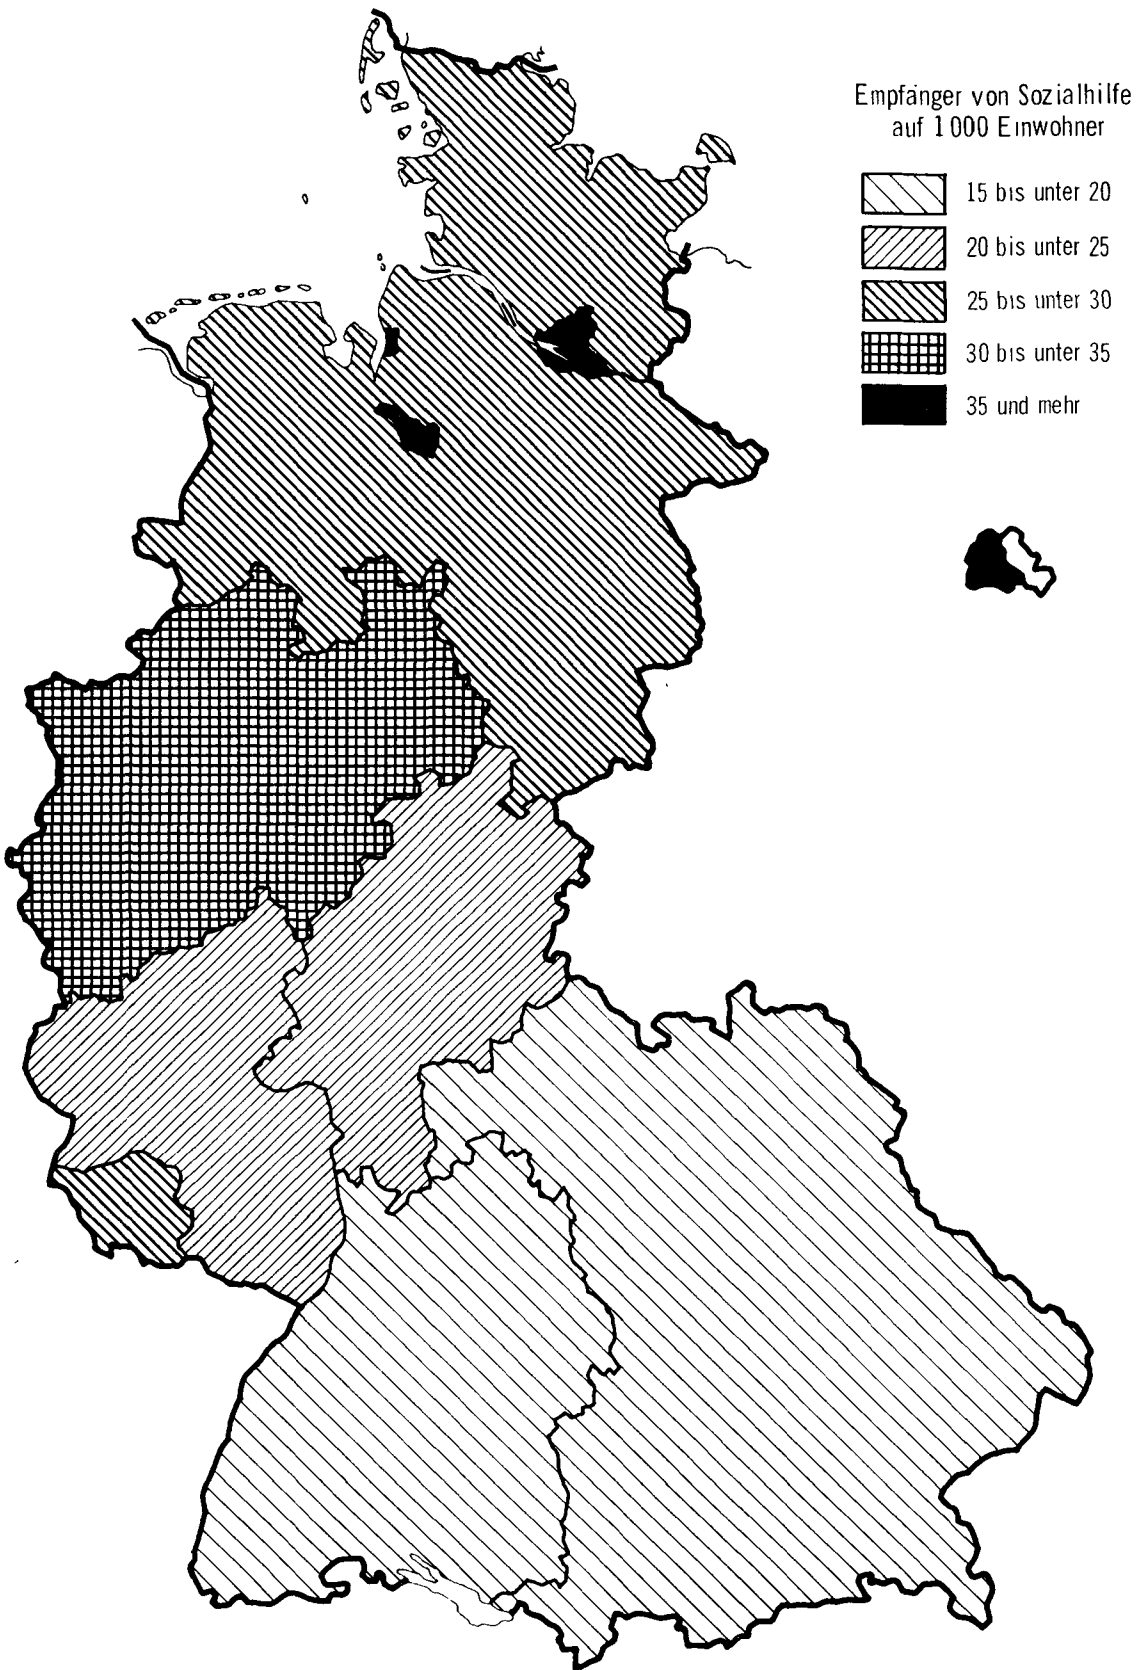 Empfänger von Sozialhilfe
auf 1000 Einwohner
15 bis unter 20
20 bis unter 25
25 bis unter 30
30 bis unter 35
35 und mehr